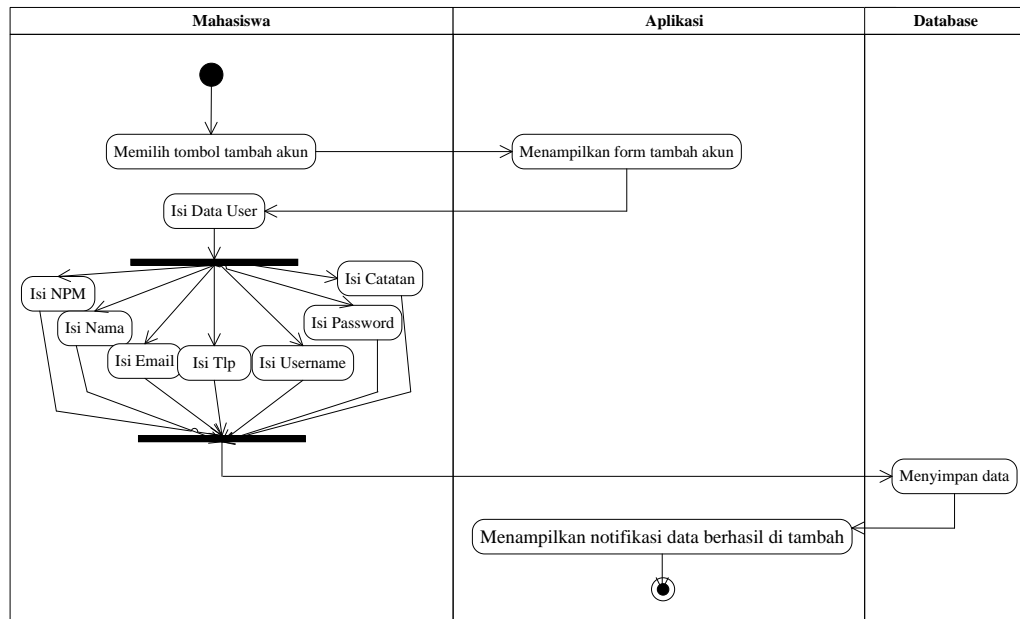 Mahasiswa
Aplikasi
Database
Memilih tombol tambah akun
Menampilkan form tambah akun
Isi Data User
Isi Catatan
Isi NPM
Isi Nama
Isi Password
Isi Email
Isi Tlp
Isi Username
Menyimpan data
Menampilkan notifikasi data berhasil di tambah